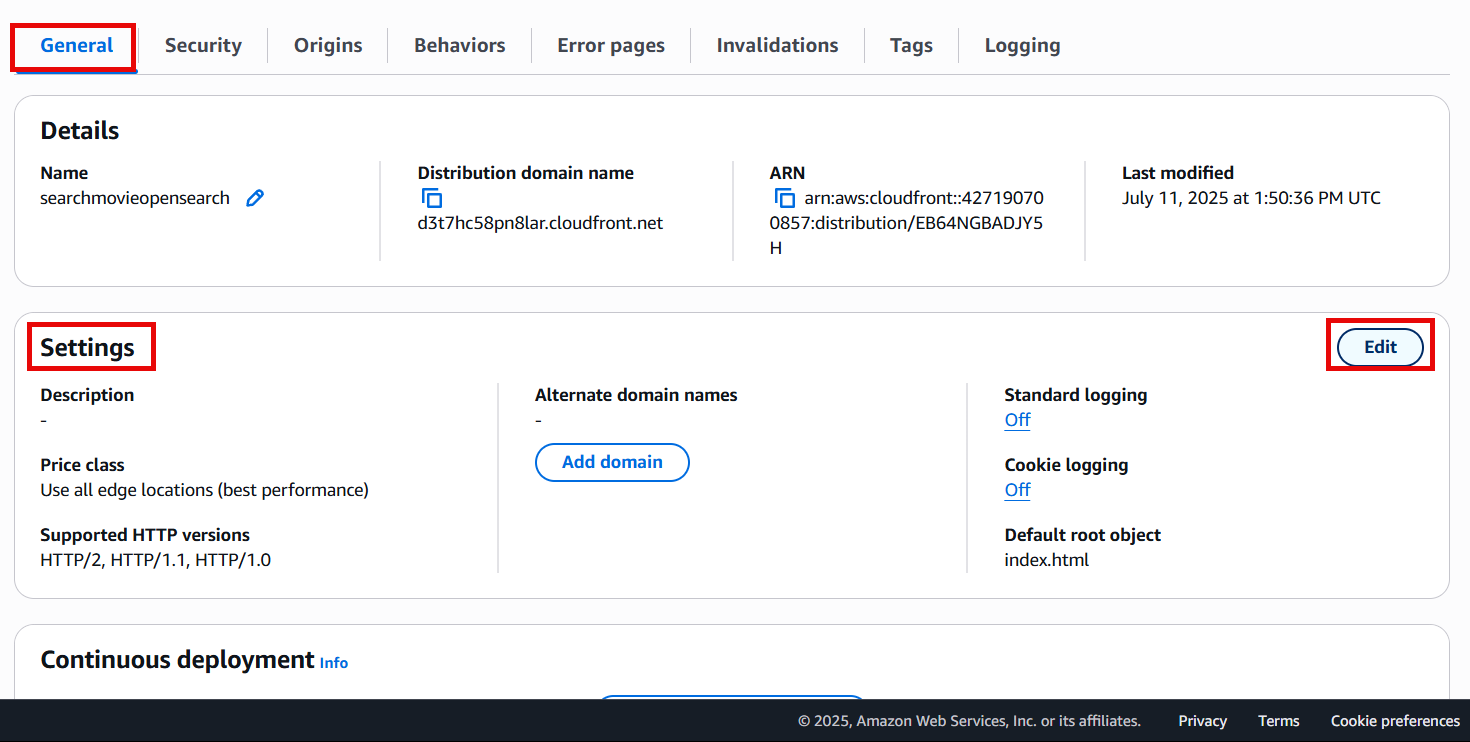 General Security Origins Behaviors Error pages Invalidations Tags Logging
Details
Name
searchmovieopensearch
Distribution domain name
d3t7hc58pn8lar.cloudfront.net
ARN
arn:aws:cloudfront::42719070
0857:distribution/EB64NGBADJY5
H
Last modified
July 11, 2025 at 1:50:36 PM UTC
Settings
Edit
Description
-
Price class
Use all edge locations (best performance)
Supported HTTP versions
HTTP/2, HTTP/1.1, HTTP/1.0
Alternate domain names
-
Add domain
Standard logging
Off
Cookie logging
Off
Default root object
index.html
Continuous deployment Info
© 2025, Amazon Web Services, Inc. or its affiliates. Privacy Terms Cookie preferences